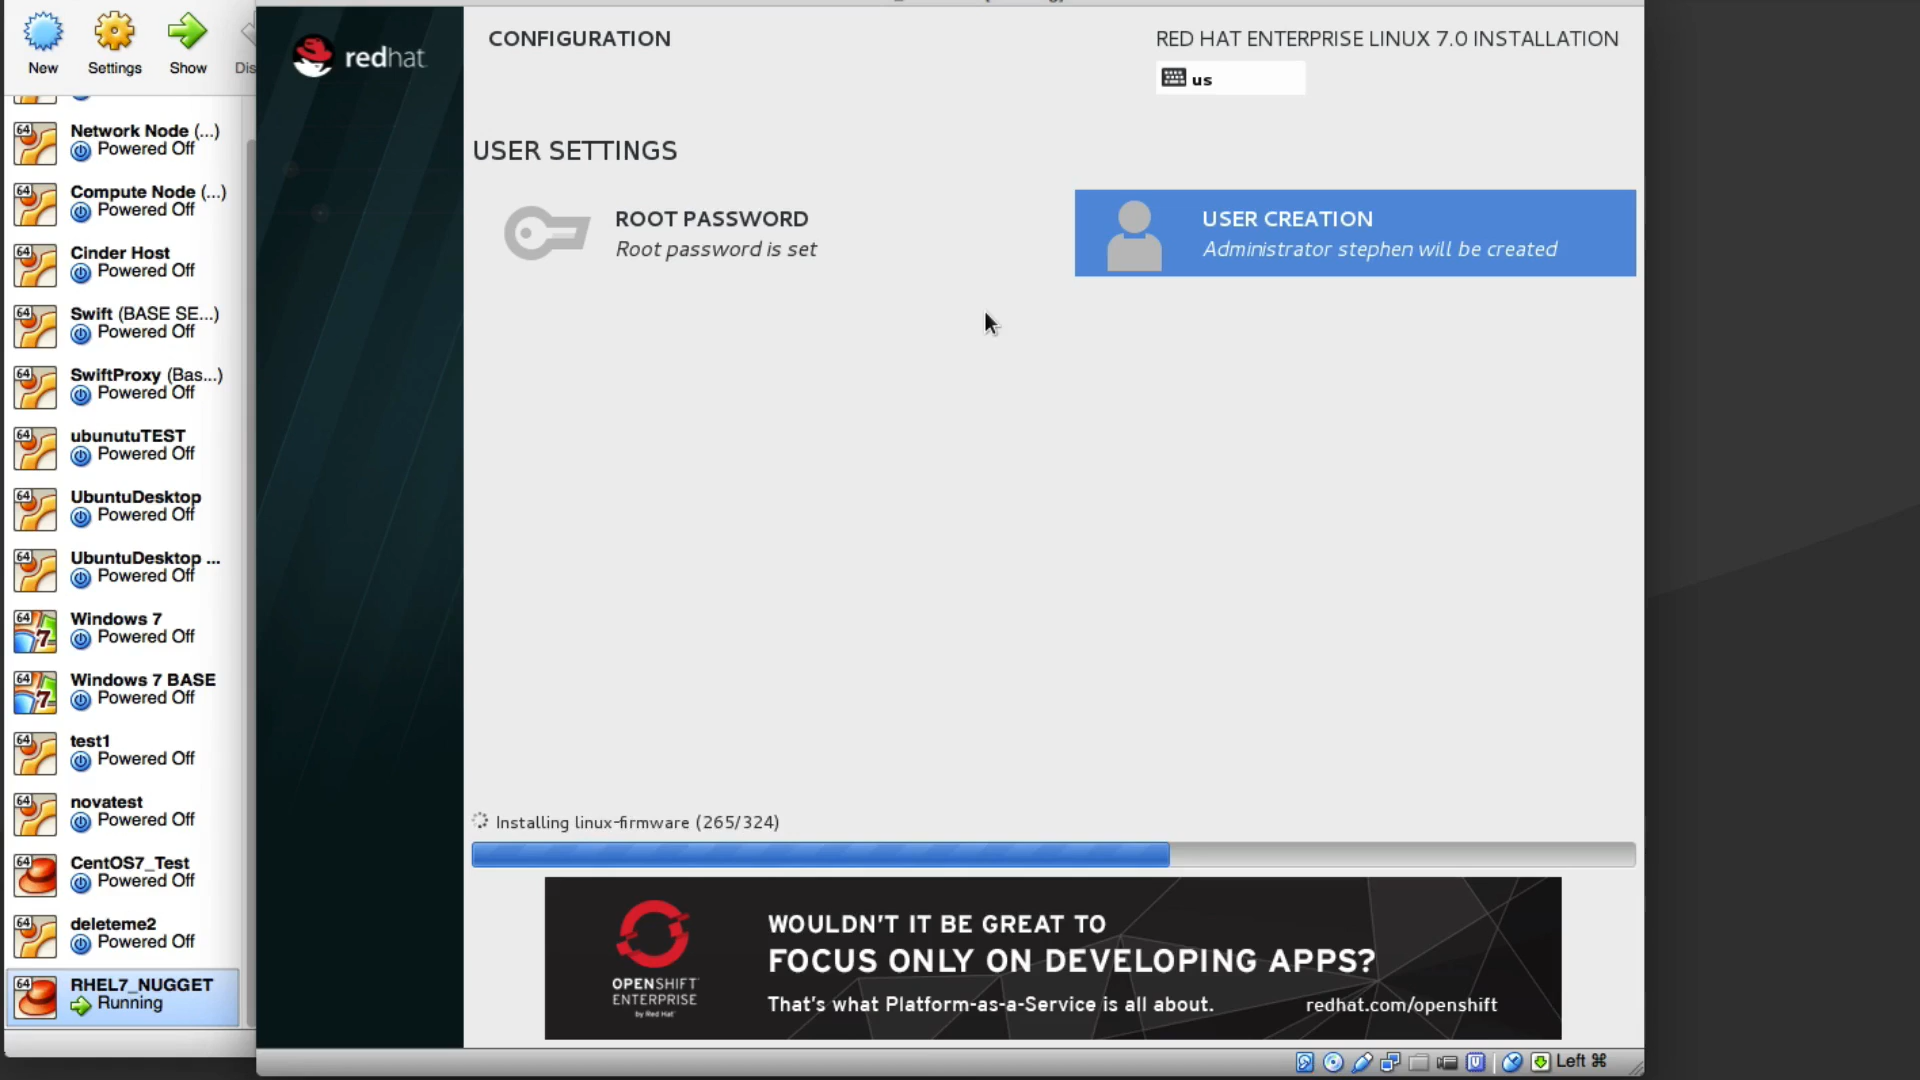 New
Settings
Show
Dis
Network Node (...)
Powered Off
Compute Node (...)
Powered Off
Cinder Host
Powered Off
Swift (BASE SE...)
Powered Off
SwiftProxy (Bas...)
Powered Off
ubunutuTEST
Powered Off
UbuntuDesktop
Powered Off
UbuntuDesktop ...
Powered Off
Windows 7
Powered Off
Windows 7 BASE
Powered Off
test1
Powered Off
novatest
Powered Off
CentOS7_Test
Powered Off
deleteme2
Powered Off
RHEL7_NUGGET
Running
redhat
CONFIGURATION
RED HAT ENTERPRISE LINUX 7.0 INSTALLATION
us
USER SETTINGS
ROOT PASSWORD
Root password is set
USER CREATION
Administrator stephen will be created
Installing linux-firmware (265/324)
OPENSHIFT
ENTERPRISE
by Red Hat
WOULDN'T IT BE GREAT TO
FOCUS ONLY ON DEVELOPING APPS?
That's what Platform-as-a-Service is all about.
redhat.com/openshift
Left ⌘